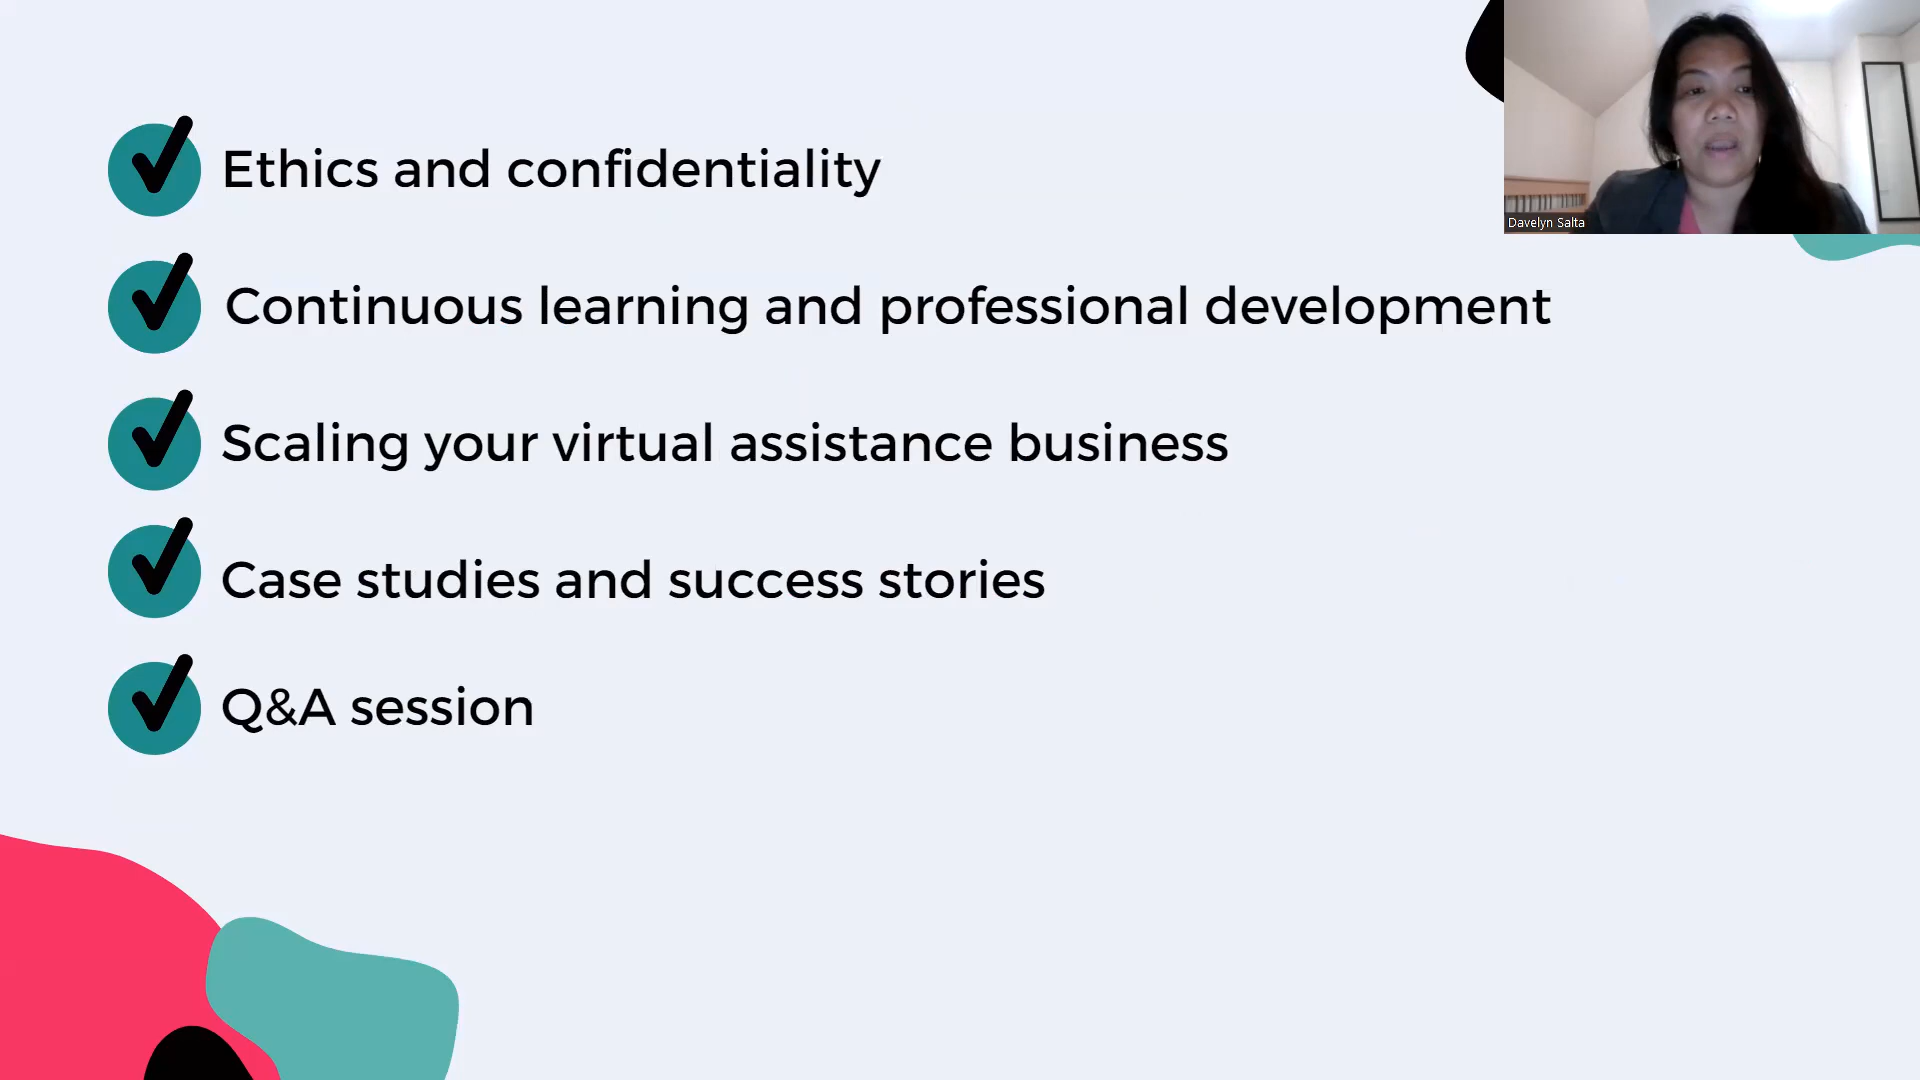 Ethics and confidentiality
Continuous learning and professional development
Scaling your virtual assistance business
Case studies and success stories
Q&A session
Davelyn Salta